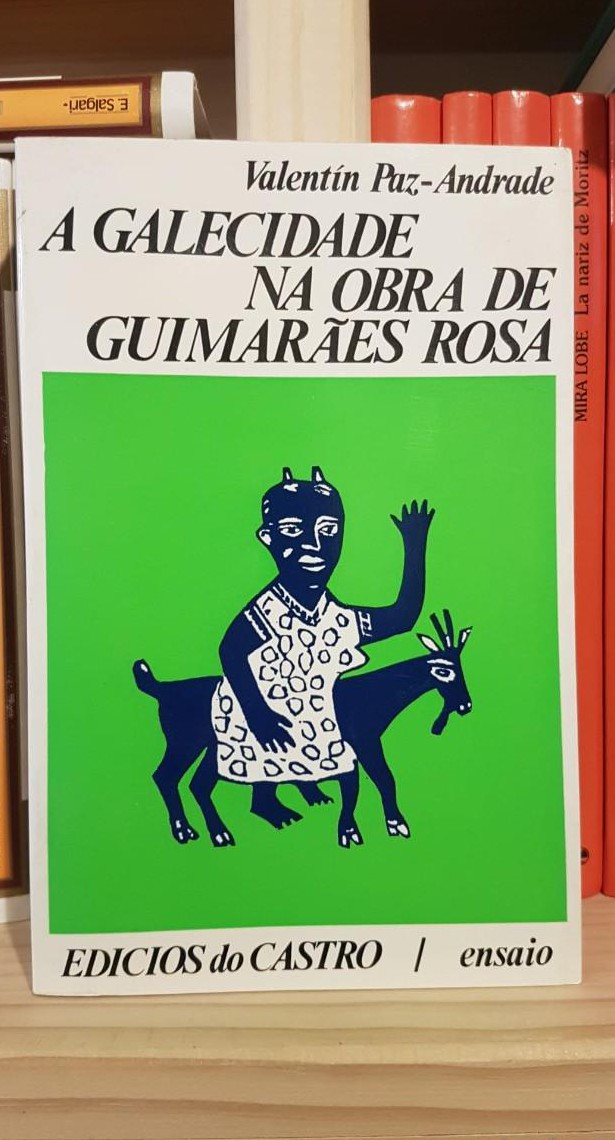 E. Salgari-
Valentín Paz-Andrade
A GALECIDADE
NA OBRA DE
GUIMARÃES ROSA
MIRA LOBE La nariz de Moritz
EDICIOS do CASTRO / ensaio